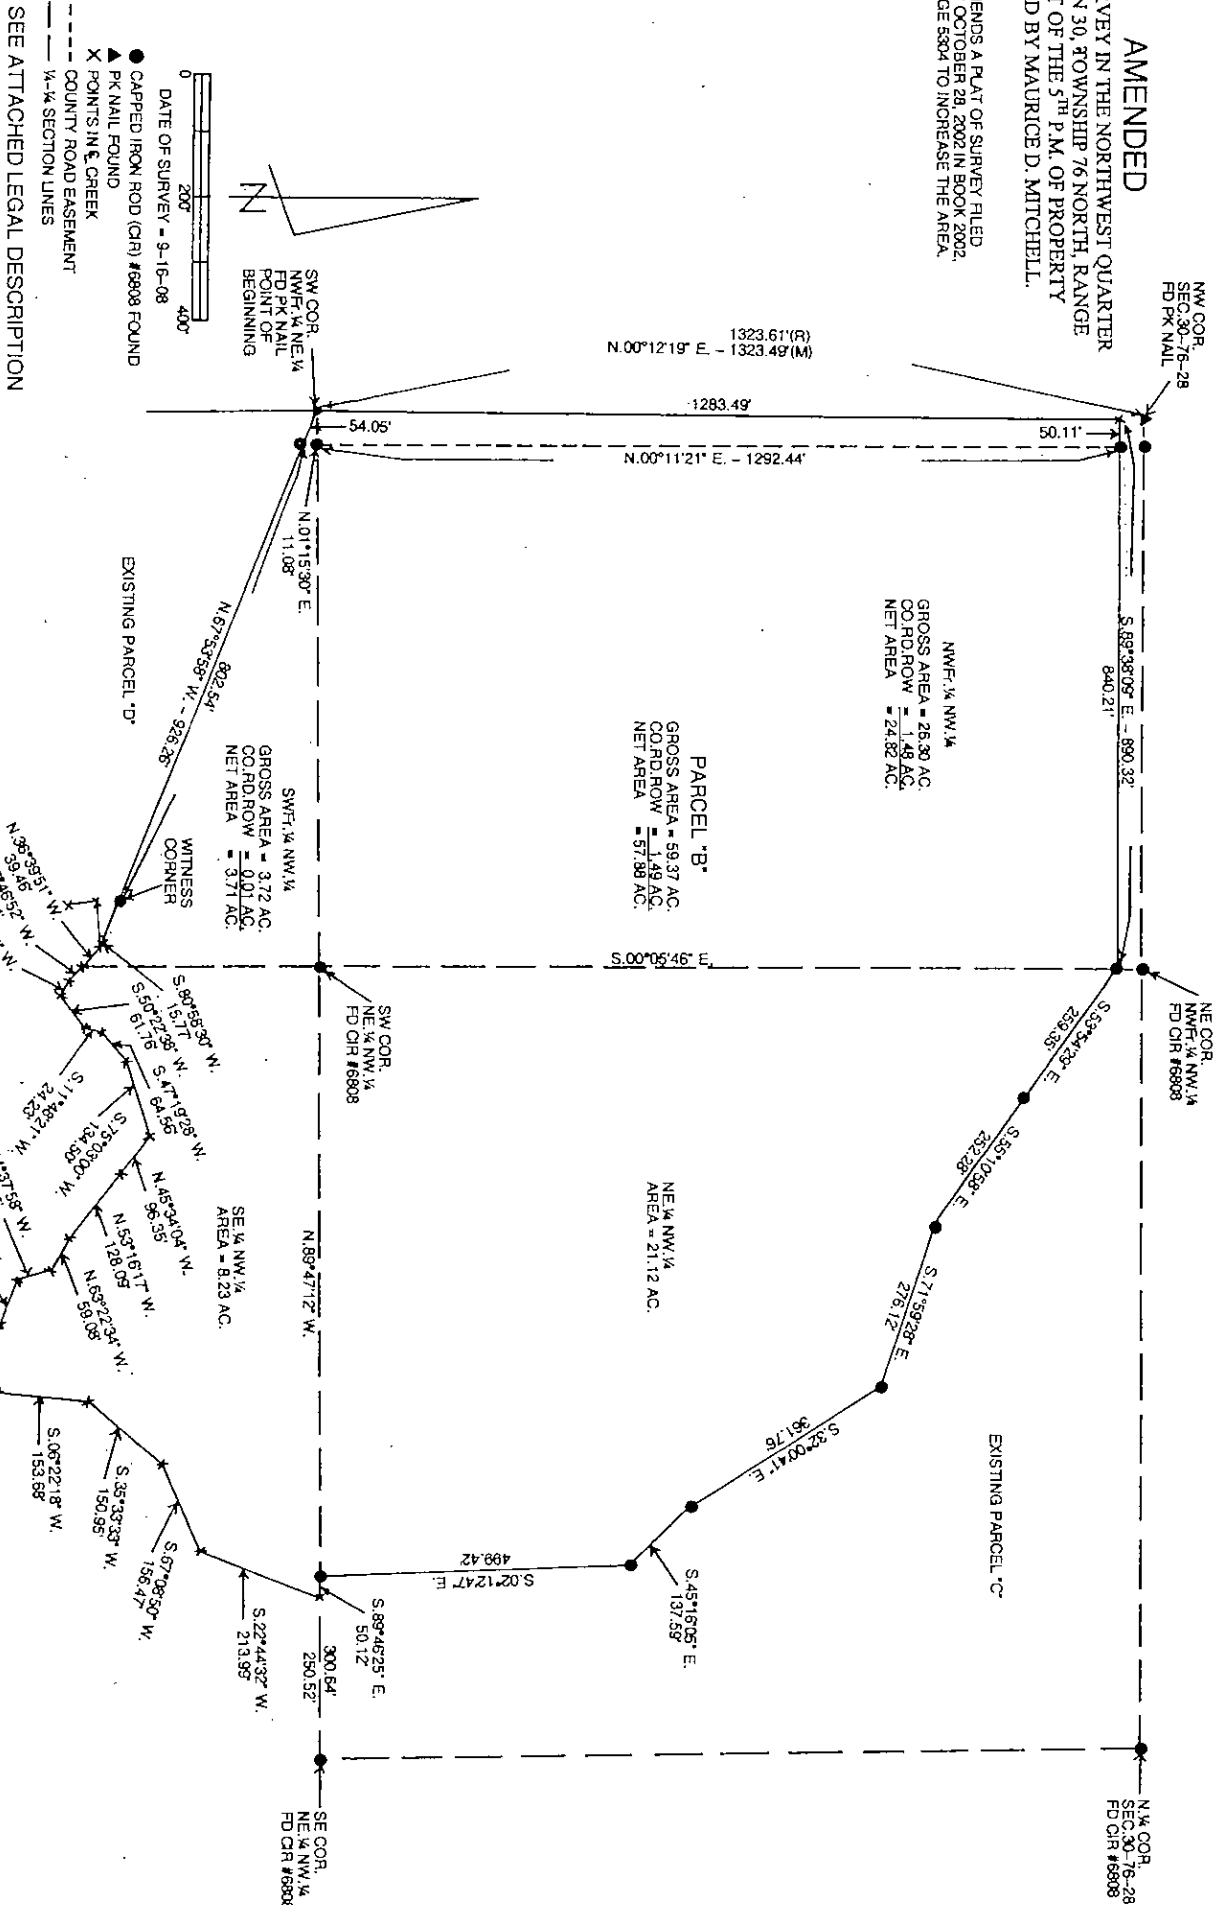 AMENDED
VEY IN THE NORTHWEST QUARTER
N 30, TOWNSHIP 76 NORTH, RANGE
T OF THE 5TH P.M. OF PROPERTY
D BY MAURICE D. MITCHELL.
ENDS A PLAT OF SURVEY FILED
OCTOBER 28, 2002 IN BOOK 2002,
GE 5304 TO INCREASE THE AREA.
NW COR.
SEC.30-76-28
FD PK NAIL
NE COR.
NWFr.¼ NW.¼
FD CIR #6808
N.¼ COR.
SEC.30-76-28
FD CIR #6808
1323.61'(R)
N.00°12'19" E. - 1323.49'(M)
1283.49'
50.11'
54.05'
N.00°11'21" E. - 1292.44'
S.89°38'09" E. - 890.32'
840.21'
S.53°54'29" E.
259.35'
S.55°10'58" E.
252.28'
S.71°59'28" E.
276.12'
S.32°00'41" E.
361.76'
S.45°16'05" E.
137.59'
S.02°12'47" E.
499.42'
EXISTING PARCEL "C"
NWFr.¼ NW.¼
GROSS AREA = 26.30 AC.
CO.RD.ROW = 1.48 AC.
NET AREA = 24.82 AC.
PARCEL "B"
GROSS AREA = 59.37 AC.
CO.RD.ROW = 1.49 AC.
NET AREA = 57.88 AC.
S.00°05'46" E.
NE.¼ NW.¼
AREA = 21.12 AC.
SW COR.
NE.¼ NW.¼
FD CIR #6808
N.89°47'12" W.
S.89°46'25" E.
50.12'
300.64'
250.52'
SE COR.
NE.¼ NW.¼
FD CIR #6808
SW COR.
NWFr.¼ NE.¼
FD PK NAIL
POINT OF
BEGINNING
N.01°15'30" E.
11.08'
802.54'
N.67°53'58" W. - 926.26'
EXISTING PARCEL "D"
SWFr.¼ NW.¼
GROSS AREA = 3.72 AC.
CO.RD.ROW = 0.01 AC.
NET AREA = 3.71 AC.
WITNESS
CORNER
SE.¼ NW.¼
AREA = 8.23 AC.
N.36°39'51" W.
39.46'
46'52" W.
W.
S.80°58'30" W.
15.77'
S.50°22'38" W.
61.76'
S.47°19'28" W.
64.56'
S.11°48'21" W.
24.23'
S.75°03'00" W.
134.50'
N.45°34'04" W.
96.35'
N.53°16'17" W.
128.09'
N.63°22'34" W.
59.08'
37'58" W.
S.06°22'18" W.
153.68'
S.35°33'33" W.
150.95'
S.67°08'50" W.
156.47'
S.22°44'32" W.
213.99'
N
0 200' 400'
DATE OF SURVEY = 9-16-08
CAPPED IRON ROD (CIR) #6808 FOUND
PK NAIL FOUND
X POINTS IN ℄ CREEK
COUNTY ROAD EASEMENT
¼-¼ SECTION LINES
SEE ATTACHED LEGAL DESCRIPTION